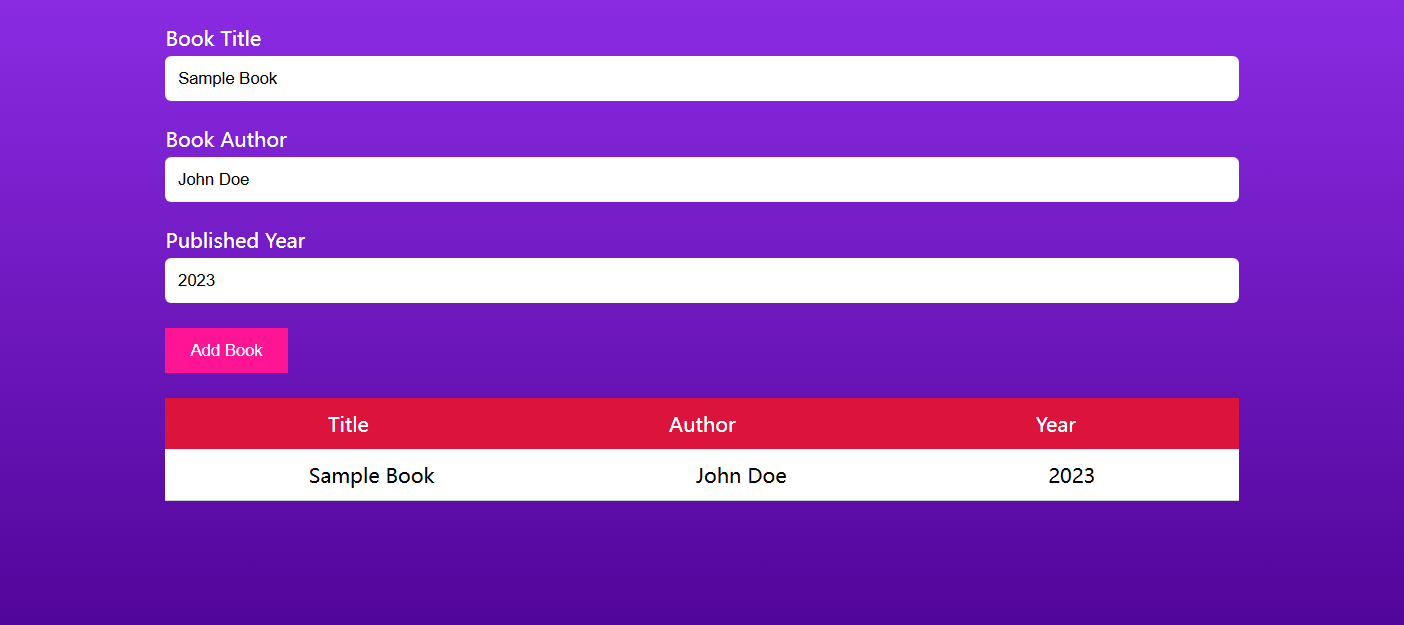 Book Title
Sample Book
Book Author
John Doe
Published Year
2023
Add Book
Title Author Year
Sample Book John Doe 2023